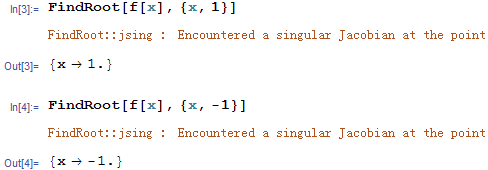 In[3]:= FindRoot[f[x], {x, 1}]
FindRoot::jsing : Encountered a singular Jacobian at the point
Out[3]= {x → 1.}
In[4]:= FindRoot[f[x], {x, -1}]
FindRoot::jsing : Encountered a singular Jacobian at the point
Out[4]= {x → -1.}